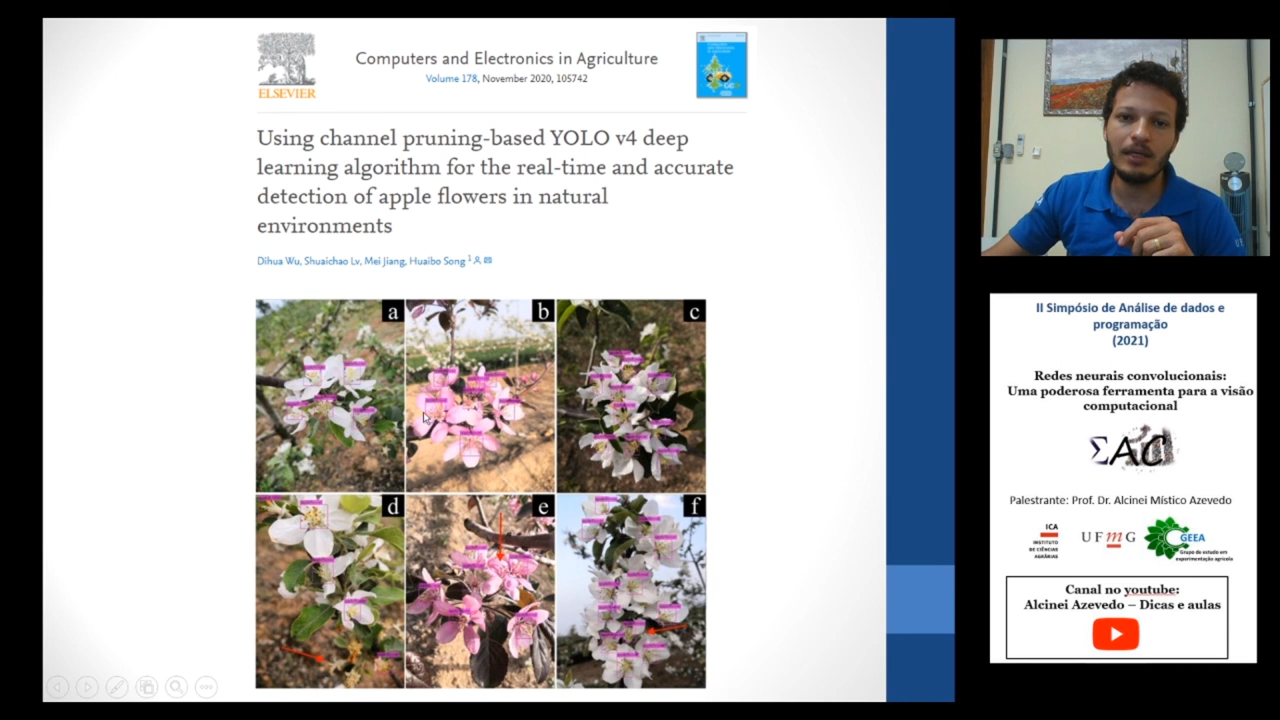 ELSEVIER
Computers and Electronics in Agriculture
Volume 178, November 2020, 105742
Using channel pruning-based YOLO v4 deep
learning algorithm for the real-time and accurate
detection of apple flowers in natural
environments
Dihua Wu, Shuaichao Lv, Mei Jiang, Huaibo Song 1
a
b
c
d
e
f
II Simpósio de Análise de dados e
programação
(2021)
Redes neurais convolucionais:
Uma poderosa ferramenta para a visão
computacional
ΣAC
Palestrante: Prof. Dr. Alcinei Místico Azevedo
ICA
INSTITUTO
DE CIÊNCIAS
AGRÁRIAS
UFMG
GEEA
Grupo de estudo em
experimentação agrícola
Canal no youtube:
Alcinei Azevedo – Dicas e aulas